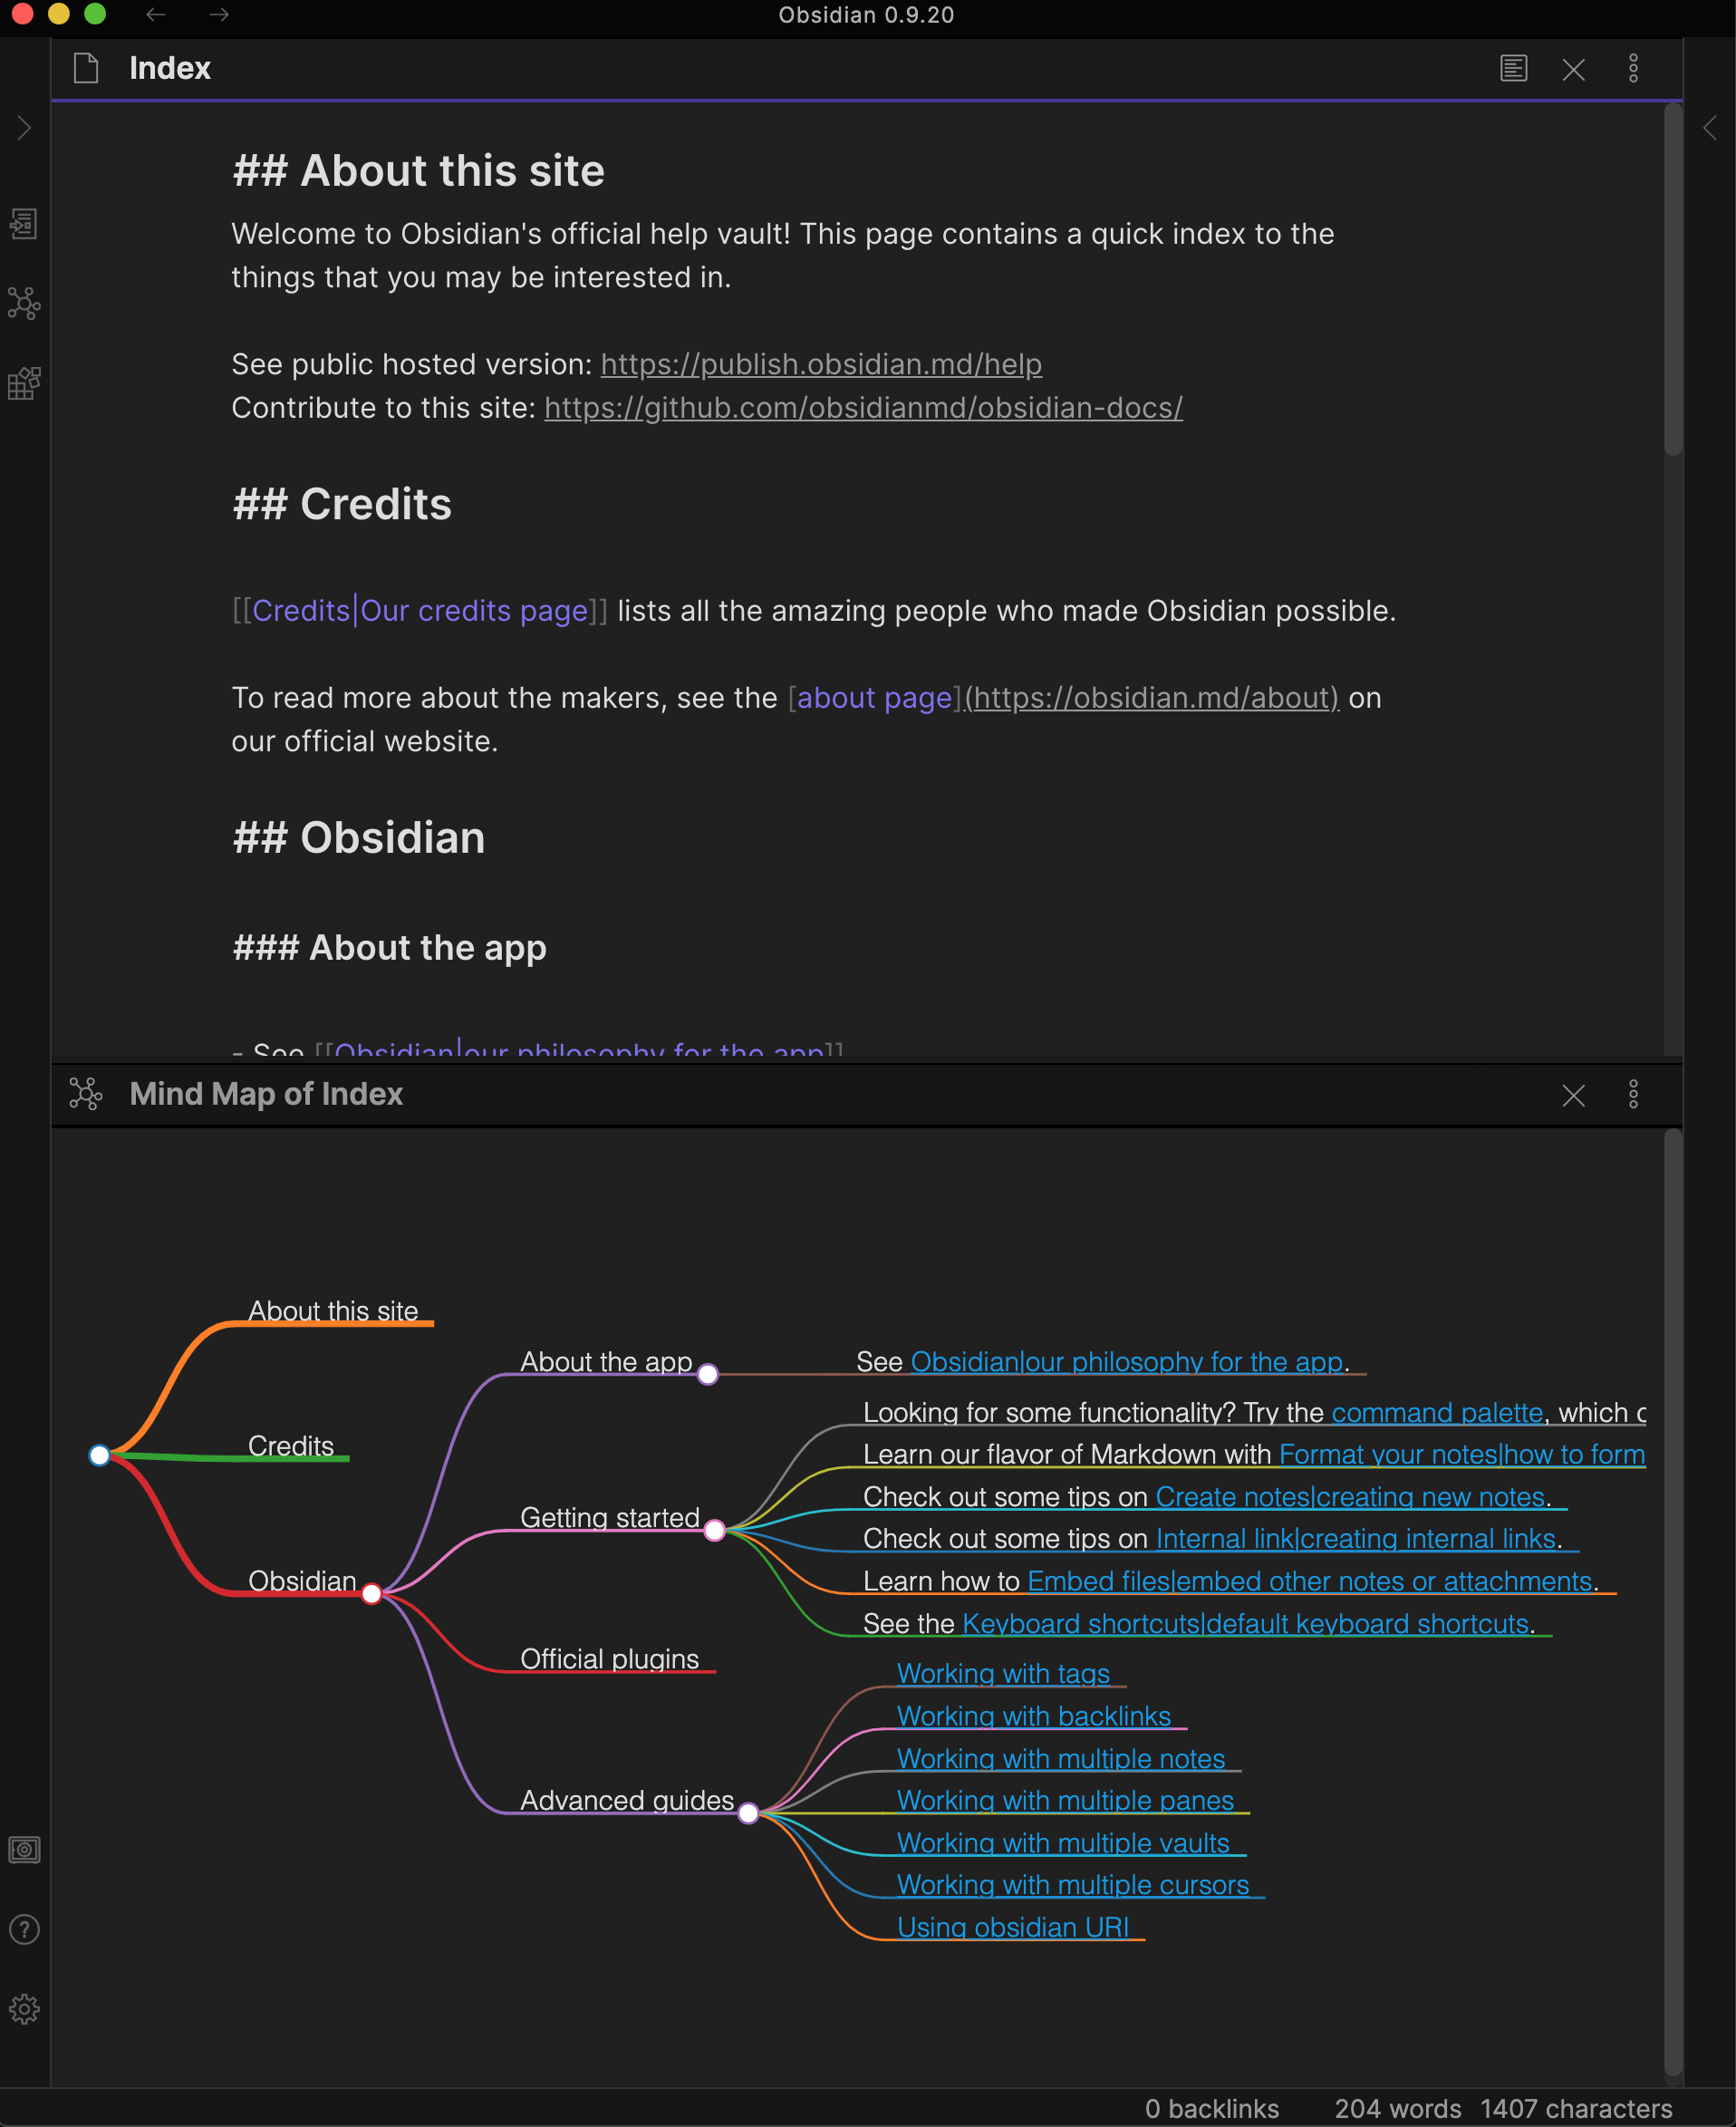 Obsidian 0.9.20
Index
## About this site
Welcome to Obsidian's official help vault! This page contains a quick index to the
things that you may be interested in.
See public hosted version: https://publish.obsidian.md/help
Contribute to this site: https://github.com/obsidianmd/obsidian-docs/
## Credits
[[Credits|Our credits page]] lists all the amazing people who made Obsidian possible.
To read more about the makers, see the [about page](https://obsidian.md/about) on
our official website.
## Obsidian
### About the app
- See [[Obsidian|our philosophy for the app]]
Mind Map of Index
About this site
Credits
Obsidian
About the app
See Obsidian|our philosophy for the app.
Getting started
Looking for some functionality? Try the command palette, which
Learn our flavor of Markdown with Format your notes|how to form
Check out some tips on Create notes|creating new notes.
Check out some tips on Internal link|creating internal links.
Learn how to Embed files|embed other notes or attachments.
See the Keyboard shortcuts|default keyboard shortcuts.
Official plugins
Advanced guides
Working with tags
Working with backlinks
Working with multiple notes
Working with multiple panes
Working with multiple vaults
Working with multiple cursors
Using obsidian URI
0 backlinks 204 words 1407 characters